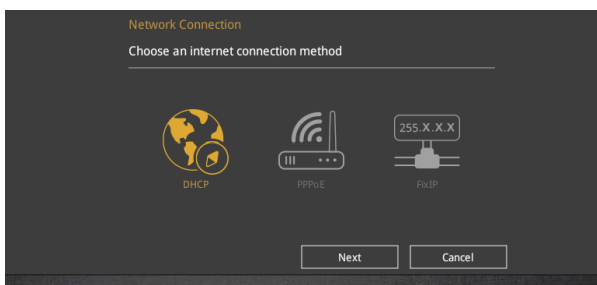 Network Connection
Choose an internet connection method
255.X.X.X
DHCP
PPPoE
FixIP
Next
Cancel